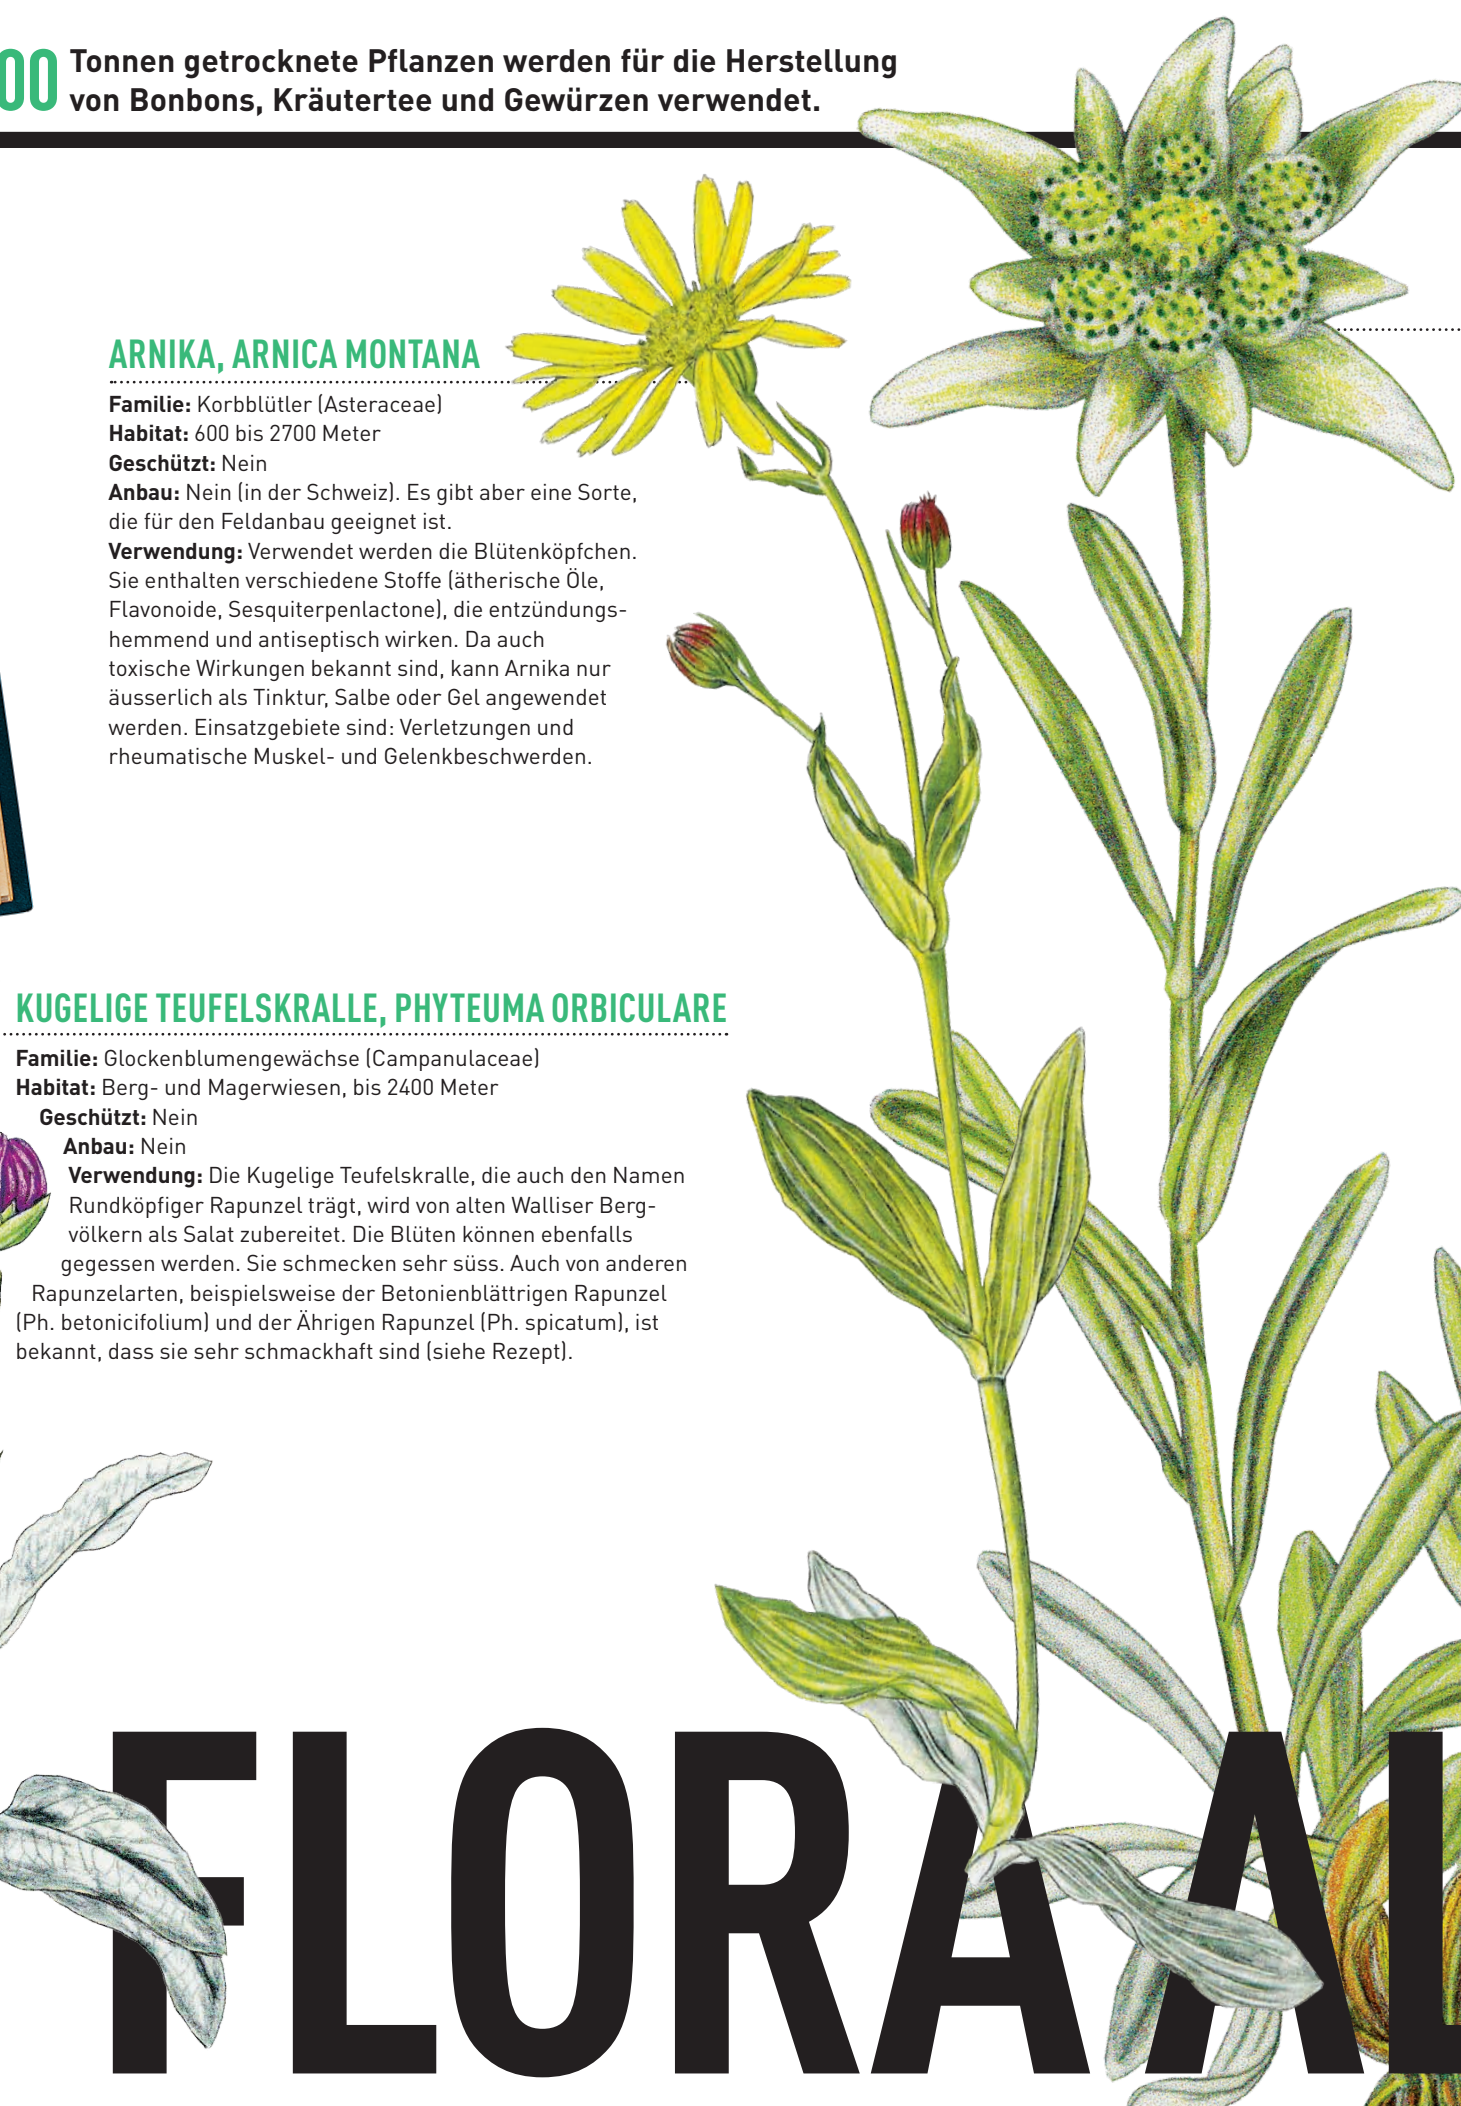 00 Tonnen getrocknete Pflanzen werden für die Herstellung
von Bonbons, Kräutertee und Gewürzen verwendet.
ARNIKA, ARNICA MONTANA
Familie: Korbblütler (Asteraceae)
Habitat: 600 bis 2700 Meter
Geschützt: Nein
Anbau: Nein (in der Schweiz). Es gibt aber eine Sorte,
die für den Feldanbau geeignet ist.
Verwendung: Verwendet werden die Blütenköpfchen.
Sie enthalten verschiedene Stoffe (ätherische Öle,
Flavonoide, Sesquiterpenlactone), die entzündungs-
hemmend und antiseptisch wirken. Da auch
toxische Wirkungen bekannt sind, kann Arnika nur
äusserlich als Tinktur, Salbe oder Gel angewendet
werden. Einsatzgebiete sind: Verletzungen und
rheumatische Muskel- und Gelenkbeschwerden.
KUGELIGE TEUFELSKRALLE, PHYTEUMA ORBICULARE
Familie: Glockenblumengewächse (Campanulaceae)
Habitat: Berg- und Magerwiesen, bis 2400 Meter
Geschützt: Nein
Anbau: Nein
Verwendung: Die Kugelige Teufelskralle, die auch den Namen
Rundköpfiger Rapunzel trägt, wird von alten Walliser Berg-
völkern als Salat zubereitet. Die Blüten können ebenfalls
gegessen werden. Sie schmecken sehr süss. Auch von anderen
Rapunzelarten, beispielsweise der Betonienblättrigen Rapunzel
(Ph. betonicifolium) und der Ährigen Rapunzel (Ph. spicatum), ist
bekannt, dass sie sehr schmackhaft sind (siehe Rezept).
FLORA AL